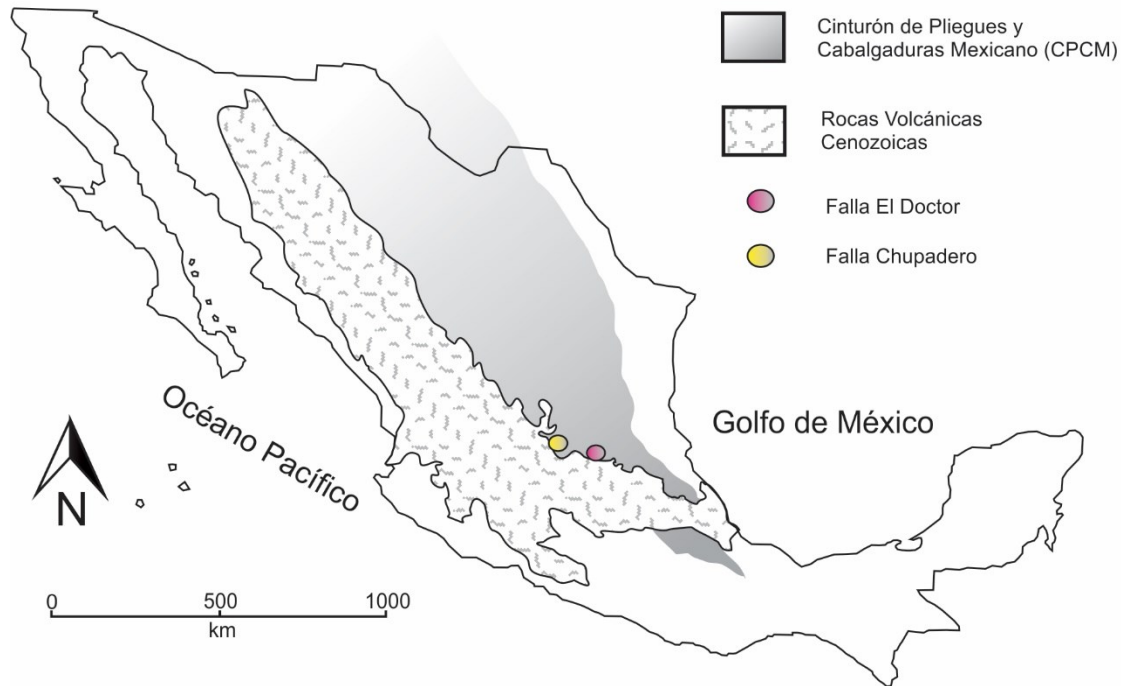 Cinturón de Pliegues y
Cabalgaduras Mexicano (CPCM)
Rocas Volcánicas
Cenozoicas
Falla El Doctor
Falla Chupadero
Golfo de México
Océano Pacífico
N
0 500 1000
km